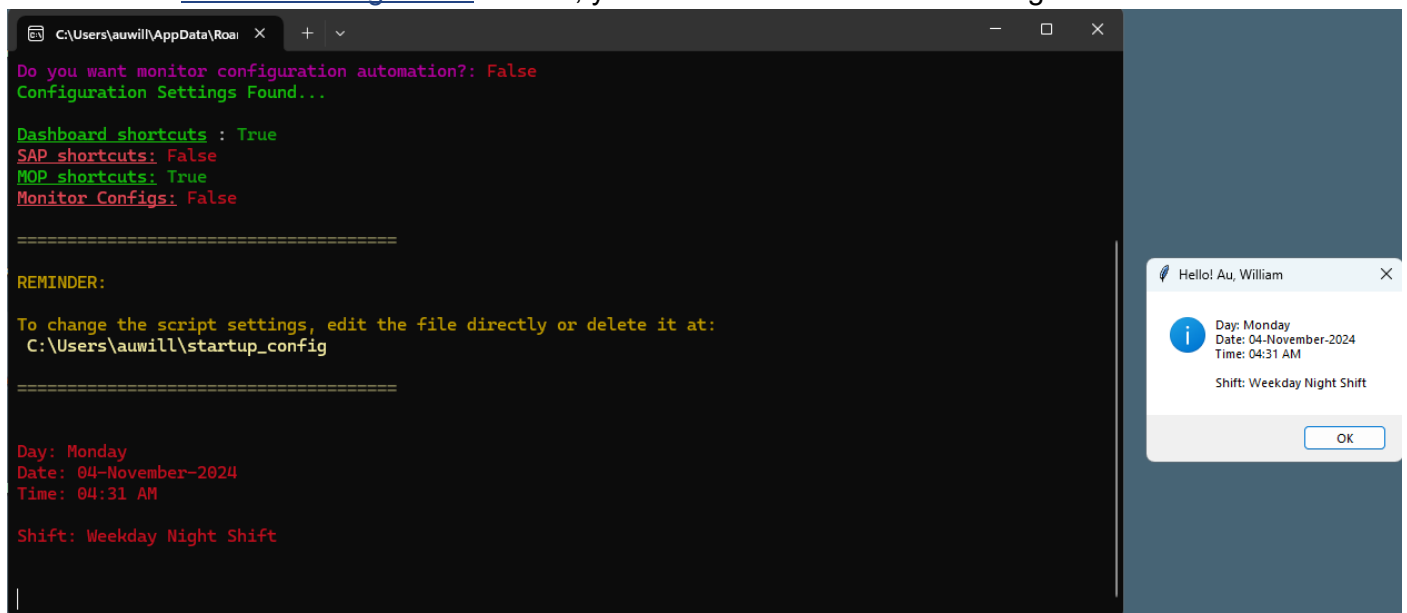 C:\Users\auwill\AppData\Roa
Do you want monitor configuration automation?: False
Configuration Settings Found...
Dashboard shortcuts : True
SAP shortcuts: False
MOP shortcuts: True
Monitor Configs: False
======================================
REMINDER:
To change the script settings, edit the file directly or delete it at:
C:\Users\auwill\startup_config
======================================
Day: Monday
Date: 04-November-2024
Time: 04:31 AM
Shift: Weekday Night Shift
Hello! Au, William
Day: Monday
Date: 04-November-2024
Time: 04:31 AM
Shift: Weekday Night Shift
OK